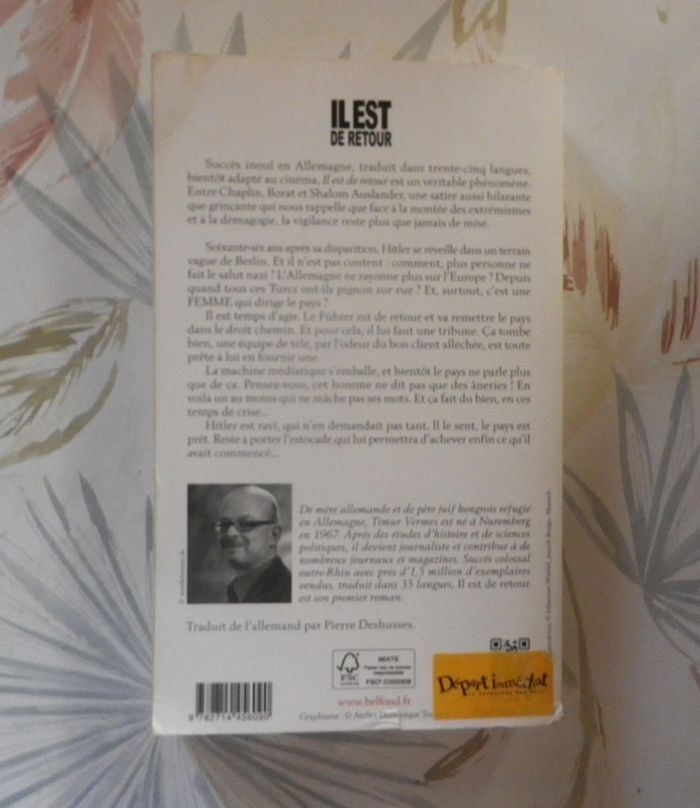 IL EST
DE RETOUR
Succès inouï en Allemagne, traduit dans trente-cinq langues,
bientôt adapté au cinéma, Il est de retour est un véritable phénomène.
Entre Chaplin, Borat et Shalom Auslander, une satire aussi hilarante
que grinçante qui nous rappelle que face à la montée des extrémismes
et à la démagogie, la vigilance reste plus que jamais de mise.
Soixante-six ans après sa disparition, Hitler se réveille dans un terrain
vague de Berlin. Et il n'est pas content : comment, plus personne ne
fait le salut nazi ? L'Allemagne ne rayonne plus sur l'Europe ? Depuis
quand tous ces Turcs ont-ils pignon sur rue ? Et, surtout, c'est une
FEMME qui dirige le pays ?
Il est temps d'agir. Le Führer est de retour et va remettre le pays
dans le droit chemin. Et pour cela, il lui faut une tribune. Ça tombe
bien, une équipe de télé, par l'odeur du bon client alléchée, est toute
prête à lui en fournir une.
La machine médiatique s'emballe, et bientôt le pays ne parle plus
que de ça. Pensez-vous, cet homme ne dit pas que des âneries ! En
voilà un au moins qui ne mâche pas ses mots. Et ça fait du bien, en ces
temps de crise...
Hitler est ravi, qui n'en demandait pas tant. Il le sent, le pays est
prêt. Reste à porter l'estocade qui lui permettra d'achever enfin ce qu'il
avait commencé...
De mère allemande et de père juif hongrois réfugié
en Allemagne, Timur Vermes est né à Nuremberg
en 1967. Après des études d'histoire et de sciences
politiques, il devient journaliste et contribue à de
nombreux journaux et magazines. Succès colossal
outre-Rhin avec près d'1,5 million d'exemplaires
vendus, traduit dans 35 langues, Il est de retour
est son premier roman.
Traduit de l'allemand par Pierre Deshusses.
MIXTE
FSC
FSC® C003309
Départ immédiat
www.belfond.fr
9 782714 456090
Graphisme : © Atelier Dominique